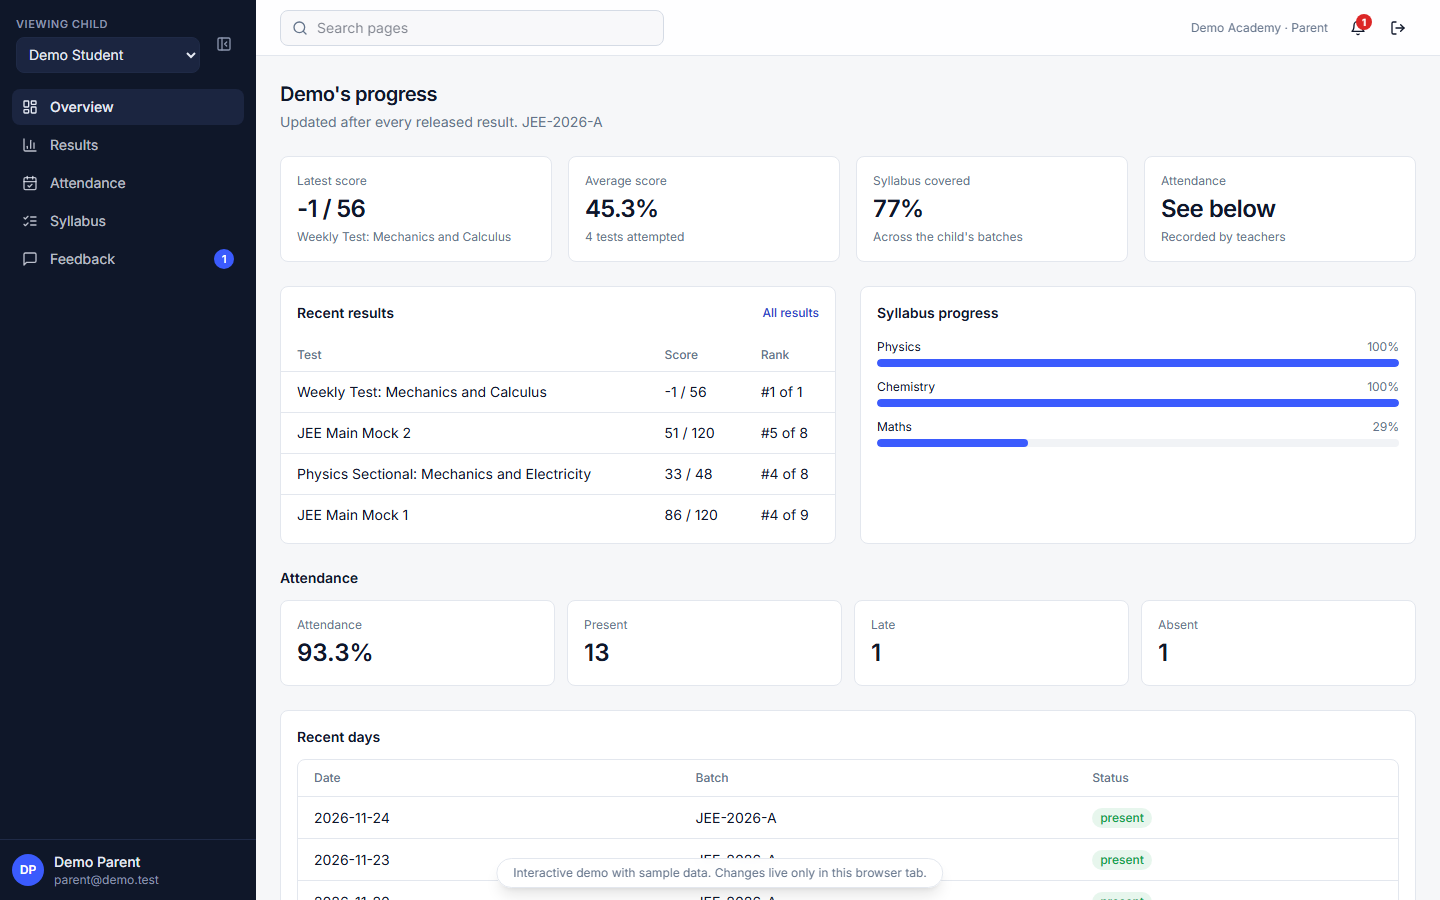 VIEWING CHILD
Demo Student
Overview
Results
Attendance
Syllabus
Feedback 1
DP
Demo Parent
parent@demo.test
Search pages
Demo Academy · Parent
1
Demo's progress
Updated after every released result. JEE-2026-A
Latest score
-1 / 56
Weekly Test: Mechanics and Calculus
Average score
45.3%
4 tests attempted
Syllabus covered
77%
Across the child's batches
Attendance
See below
Recorded by teachers
Recent results All results
Test Score Rank
Weekly Test: Mechanics and Calculus -1 / 56 #1 of 1
JEE Main Mock 2 51 / 120 #5 of 8
Physics Sectional: Mechanics and Electricity 33 / 48 #4 of 8
JEE Main Mock 1 86 / 120 #4 of 9
Syllabus progress
Physics 100%
Chemistry 100%
Maths 29%
Attendance
Attendance
93.3%
Present
13
Late
1
Absent
1
Recent days
Date Batch Status
2026-11-24 JEE-2026-A present
2026-11-23 present
Interactive demo with sample data. Changes live only in this browser tab.